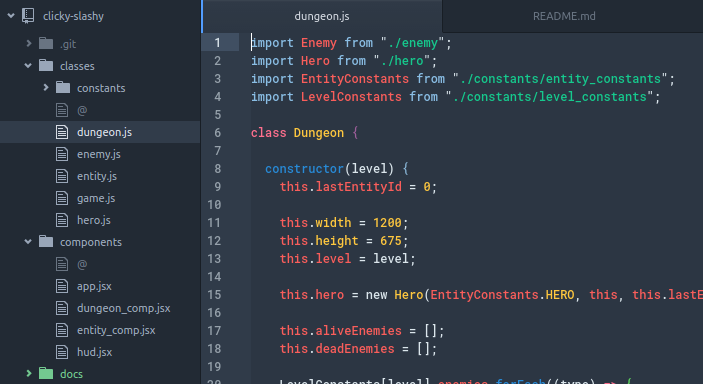 clicky-slashy
.git
classes
constants
@
dungeon.js
enemy.js
entity.js
game.js
hero.js
components
@
app.jsx
dungeon_comp.jsx
entity_comp.jsx
hud.jsx
docs
dungeon.js
README.md
1 import Enemy from "./enemy";
2 import Hero from "./hero";
3 import EntityConstants from "./constants/entity_constants";
4 import LevelConstants from "./constants/level_constants";
5
6 class Dungeon {
7
8 constructor(level) {
9 this.lastEntityId = 0;
10
11 this.width = 1200;
12 this.height = 675;
13 this.level = level;
14
15 this.hero = new Hero(EntityConstants.HERO, this, this.lastE
16
17 this.aliveEnemies = [];
18 this.deadEnemies = [];
19
20 LevelConstants[level].enemies.forEach((type) => {